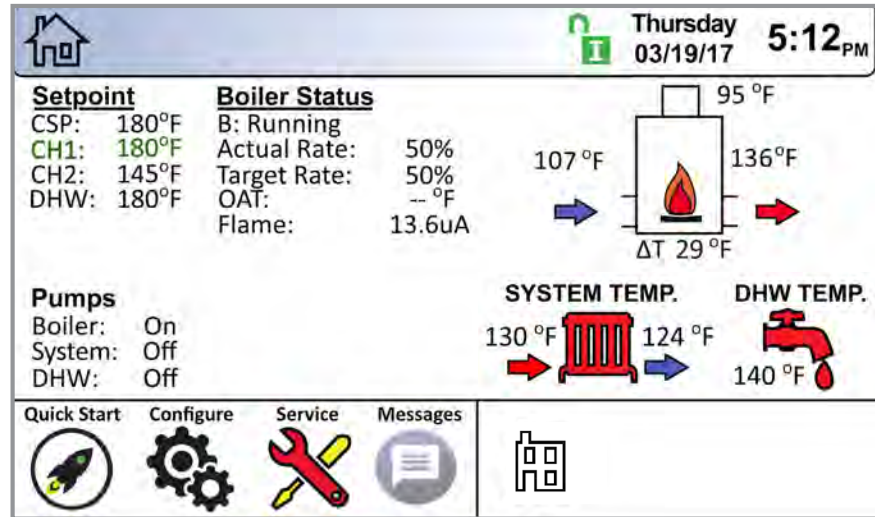 Thursday
03/19/17
5:12PM
I
Setpoint
CSP: 180°F
CH1: 180°F
CH2: 145°F
DHW: 180°F
Boiler Status
B: Running
Actual Rate: 50%
Target Rate: 50%
OAT: -- °F
Flame: 13.6uA
95 °F
107 °F
136°F
ΔT 29 °F
Pumps
Boiler: On
System: Off
DHW: Off
SYSTEM TEMP.
130 °F
124 °F
DHW TEMP.
140 °F
Quick Start
Configure
Service
Messages